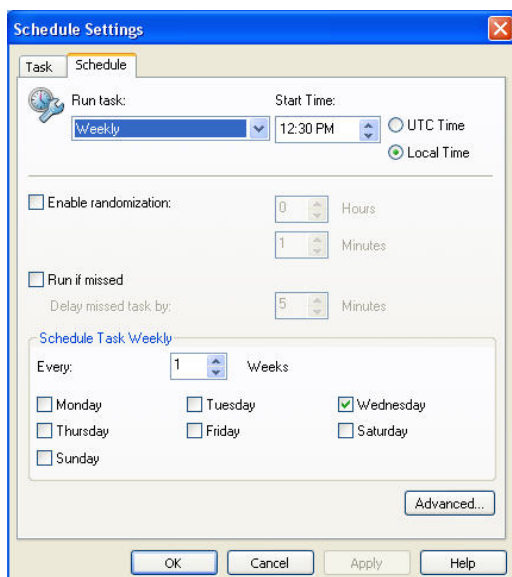 Schedule Settings
Task Schedule
Run task: Start Time:
Weekly 12:30 PM UTC Time
Local Time
Enable randomization: 0 Hours
1 Minutes
Run if missed
Delay missed task by: 5 Minutes
Schedule Task Weekly
Every: 1 Weeks
Monday Tuesday Wednesday
Thursday Friday Saturday
Sunday
Advanced...
OK Cancel Apply Help